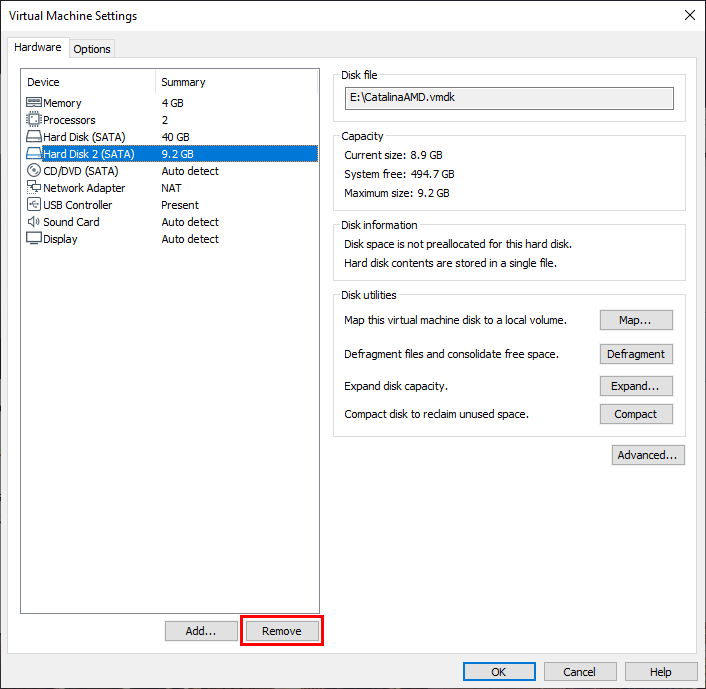 Virtual Machine Settings
Hardware
Options
Device Summary
Memory 4 GB
Processors 2
Hard Disk (SATA) 40 GB
Hard Disk 2 (SATA) 9.2 GB
CD/DVD (SATA) Auto detect
Network Adapter NAT
USB Controller Present
Sound Card Auto detect
Display Auto detect
Add...
Remove
Disk file
E:\CatalinaAMD.vmdk
Capacity
Current size: 8.9 GB
System free: 494.7 GB
Maximum size: 9.2 GB
Disk information
Disk space is not preallocated for this hard disk.
Hard disk contents are stored in a single file.
Disk utilities
Map this virtual machine disk to a local volume. Map...
Defragment files and consolidate free space. Defragment
Expand disk capacity. Expand...
Compact disk to reclaim unused space. Compact
Advanced...
OK
Cancel
Help